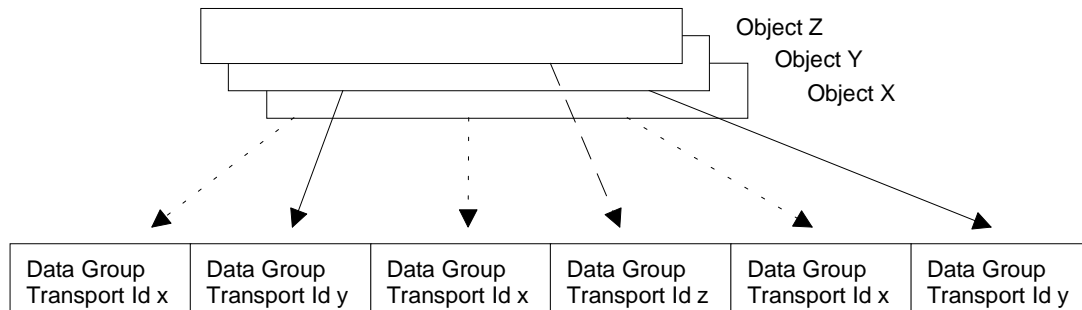 Object Z
Object Y
Object X
Data Group
Transport Id x
Data Group
Transport Id y
Data Group
Transport Id x
Data Group
Transport Id z
Data Group
Transport Id x
Data Group
Transport Id y